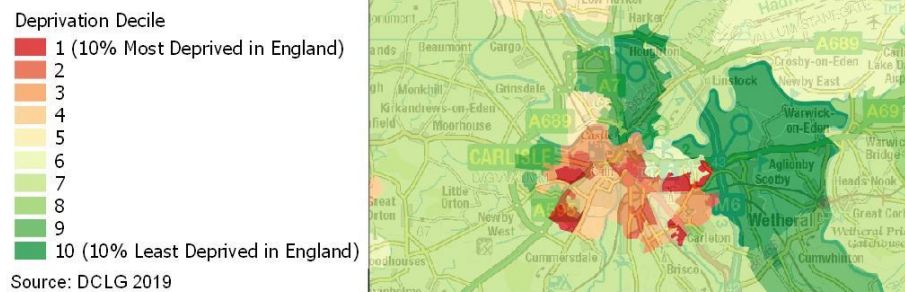 Deprivation Decile
1 (10% Most Deprived in England)
2
3
4
5
6
7
8
9
10 (10% Least Deprived in England)
Source: DCLG 2019
Harker
Houghton
Beaumont
Cargo
A689
Crosby-on-Eden
Linstock
Newby East
Monkhill
Grinsdale
A7
Kirkandrews-on-Eden
Moorhouse
A689
Warwick-
on-Eden
A69
CARLISLE
Aglionby
Scotby
Heads Nook
Little
Orton
Great
Orton
M6
Wetheral
Newby
West
Carleton
Cummersdale
Brisco
Cumwhinton